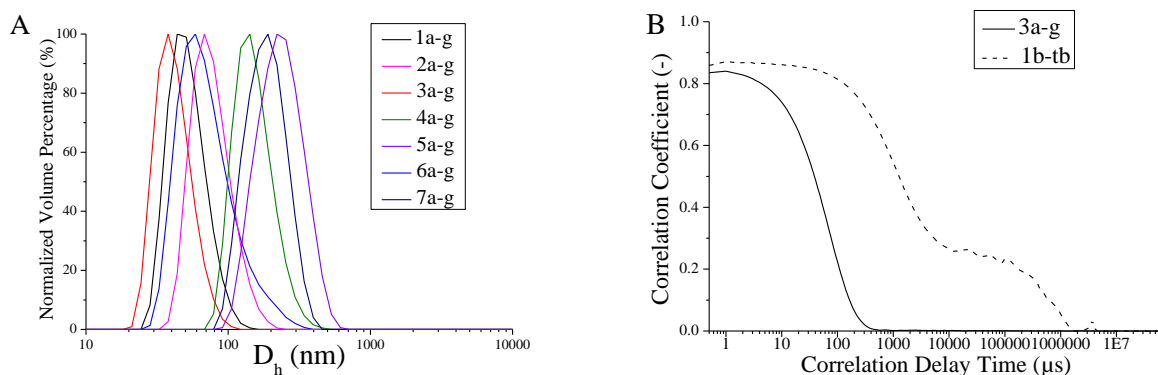 A
1a-g
2a-g
3a-g
4a-g
5a-g
6a-g
7a-g
Normalized Volume Percentage (%)
100
80
60
40
20
0
10
100
1000
10000
D_h (nm)
B
3a-g
1b-tb
Correlation Coefficient (-)
1.0
0.8
0.6
0.4
0.2
0.0
1
10
100
1000
10000
1000001000000
1E7
Correlation Delay Time (µs)